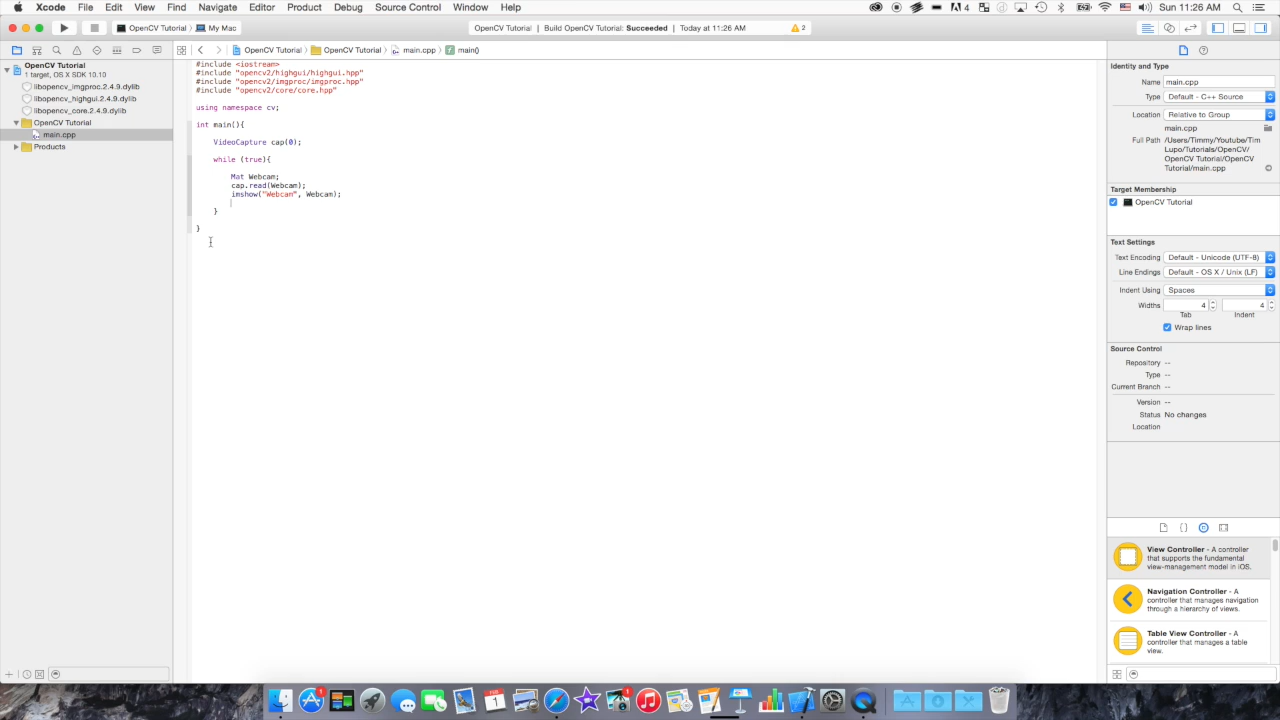 Xcode File Edit View Find Navigate Editor Product Debug Source Control Window Help 4 Sun 11:26 AM
OpenCV Tutorial My Mac OpenCV Tutorial | Build OpenCV Tutorial: Succeeded | Today at 11:26 AM 2
OpenCV Tutorial OpenCV Tutorial main.cpp main()
OpenCV Tutorial
1 target, OS X SDK 10.10
libopencv_imgproc.2.4.9.dylib
libopencv_highgui.2.4.9.dylib
libopencv_core.2.4.9.dylib
OpenCV Tutorial
main.cpp
Products
#include <iostream>
#include "opencv2/highgui/highgui.hpp"
#include "opencv2/imgproc/imgproc.hpp"
#include "opencv2/core/core.hpp"
using namespace cv;
int main(){
VideoCapture cap(0);
while (true){
Mat Webcam;
cap.read(Webcam);
imshow("Webcam", Webcam);
}
}
Identity and Type
Name main.cpp
Type Default - C++ Source
Location Relative to Group
main.cpp
Full Path /Users/Timmy/Youtube/Tim
Lupo/Tutorials/OpenCV/
OpenCV Tutorial/OpenCV
Tutorial/main.cpp
Target Membership
OpenCV Tutorial
Text Settings
Text Encoding Default - Unicode (UTF-8)
Line Endings Default - OS X / Unix (LF)
Indent Using Spaces
Widths 4 4
Tab Indent
Wrap lines
Source Control
Repository --
Type --
Current Branch --
Version --
Status No changes
Location
View Controller - A controller
that supports the fundamental
view-management model in iOS.
Navigation Controller - A
controller that manages navigation
through a hierarchy of views.
Table View Controller - A
controller that manages a table
view.